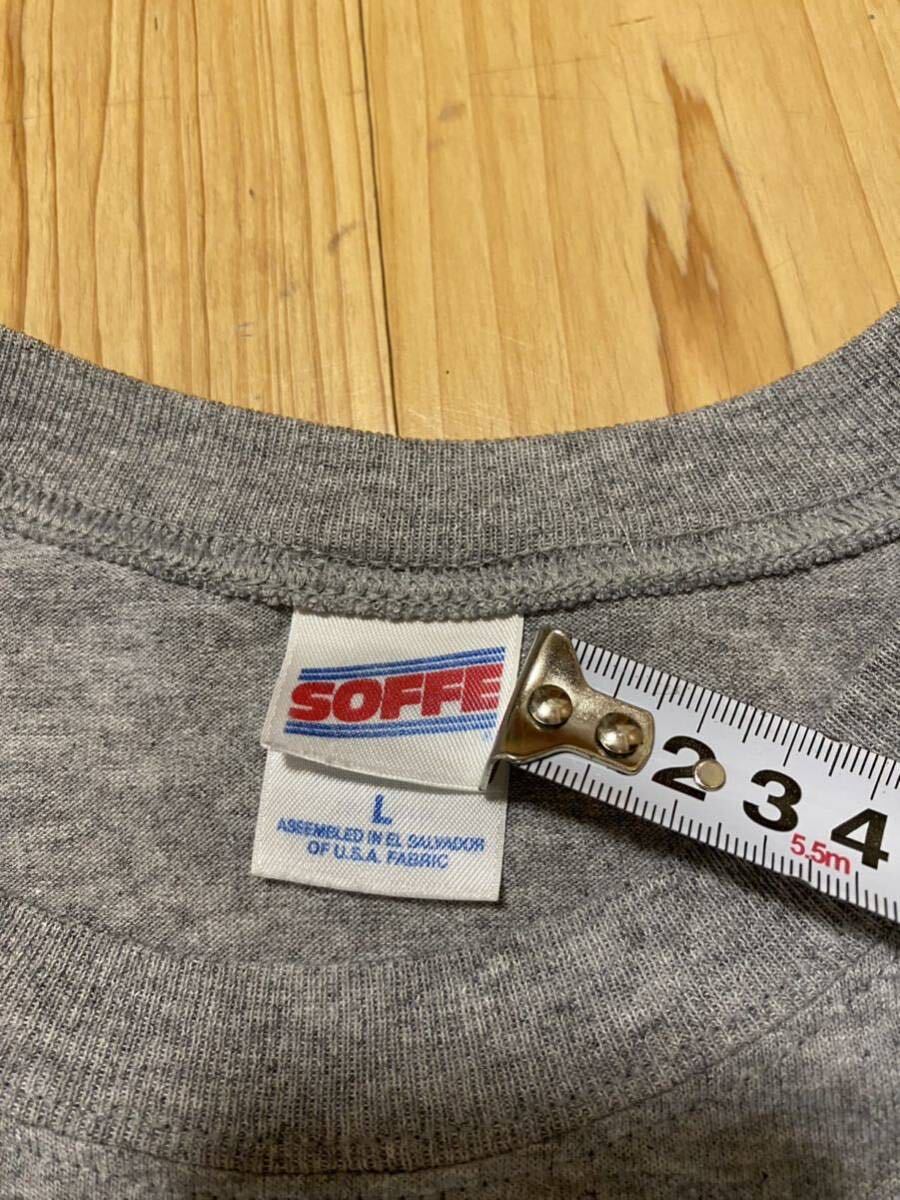 SOFFE
L
ASSEMBLED IN EL SALVADOR
OF U.S.A. FABRIC
2 3 4
5.5m